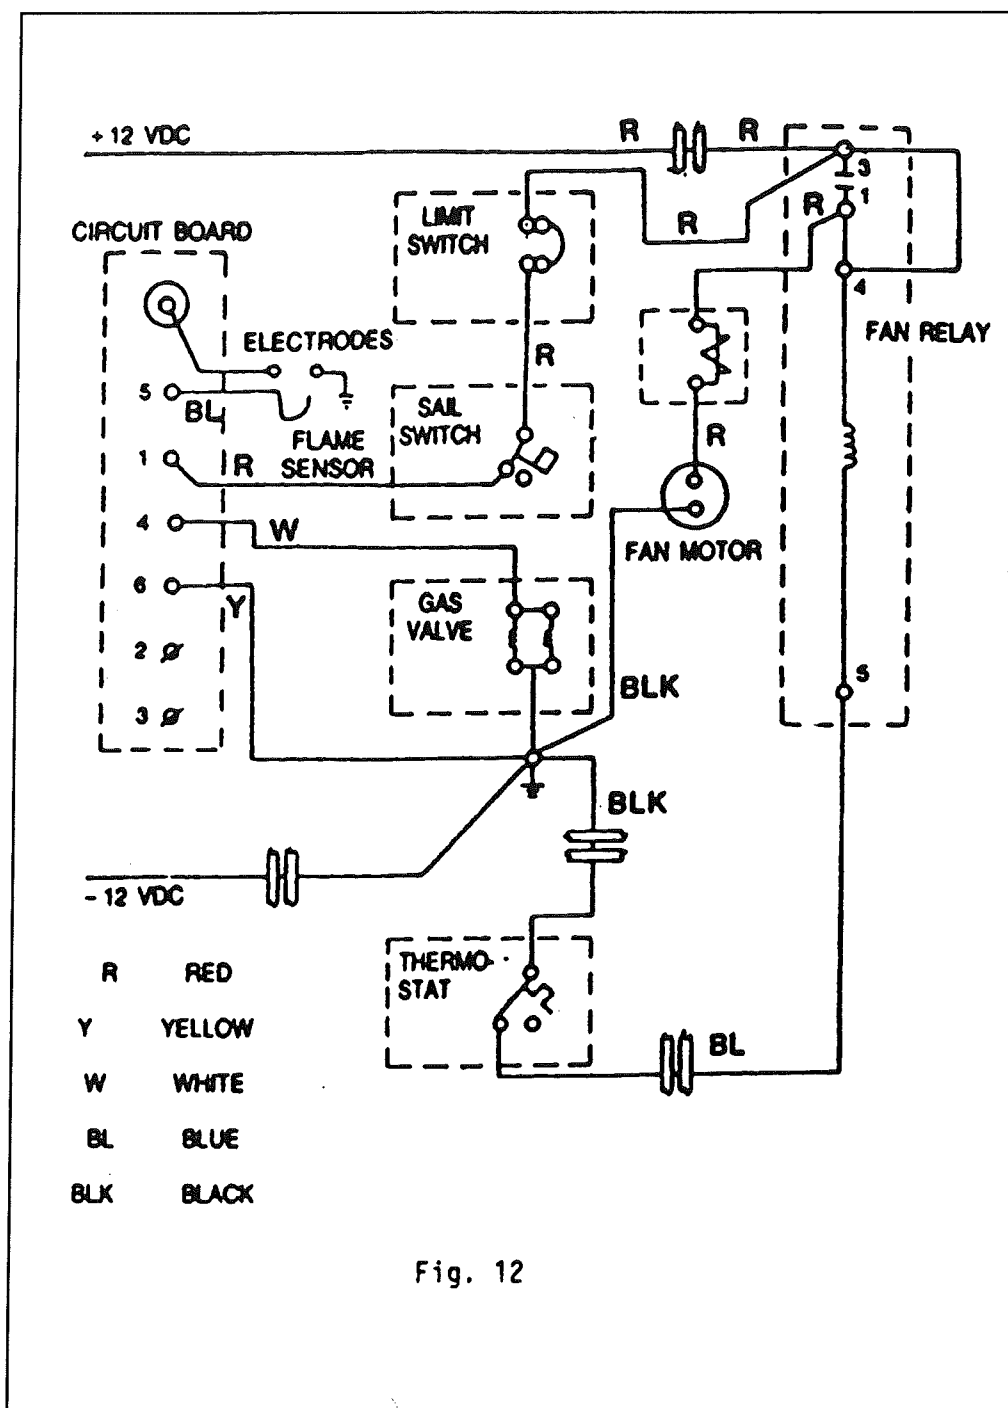 + 12 VDC
R
R
3
1
R
4
LIMIT
SWITCH
R
CIRCUIT BOARD
R
FAN RELAY
ELECTRODES
5
BL
FLAME
SENSOR
R
SAIL
SWITCH
R
1
R
4
W
FAN MOTOR
6
Y
GAS
VALVE
2
3
BLK
5
BLK
- 12 VDC
THERMO-
STAT
BL
R RED
Y YELLOW
W WHITE
BL BLUE
BLK BLACK
Fig. 12